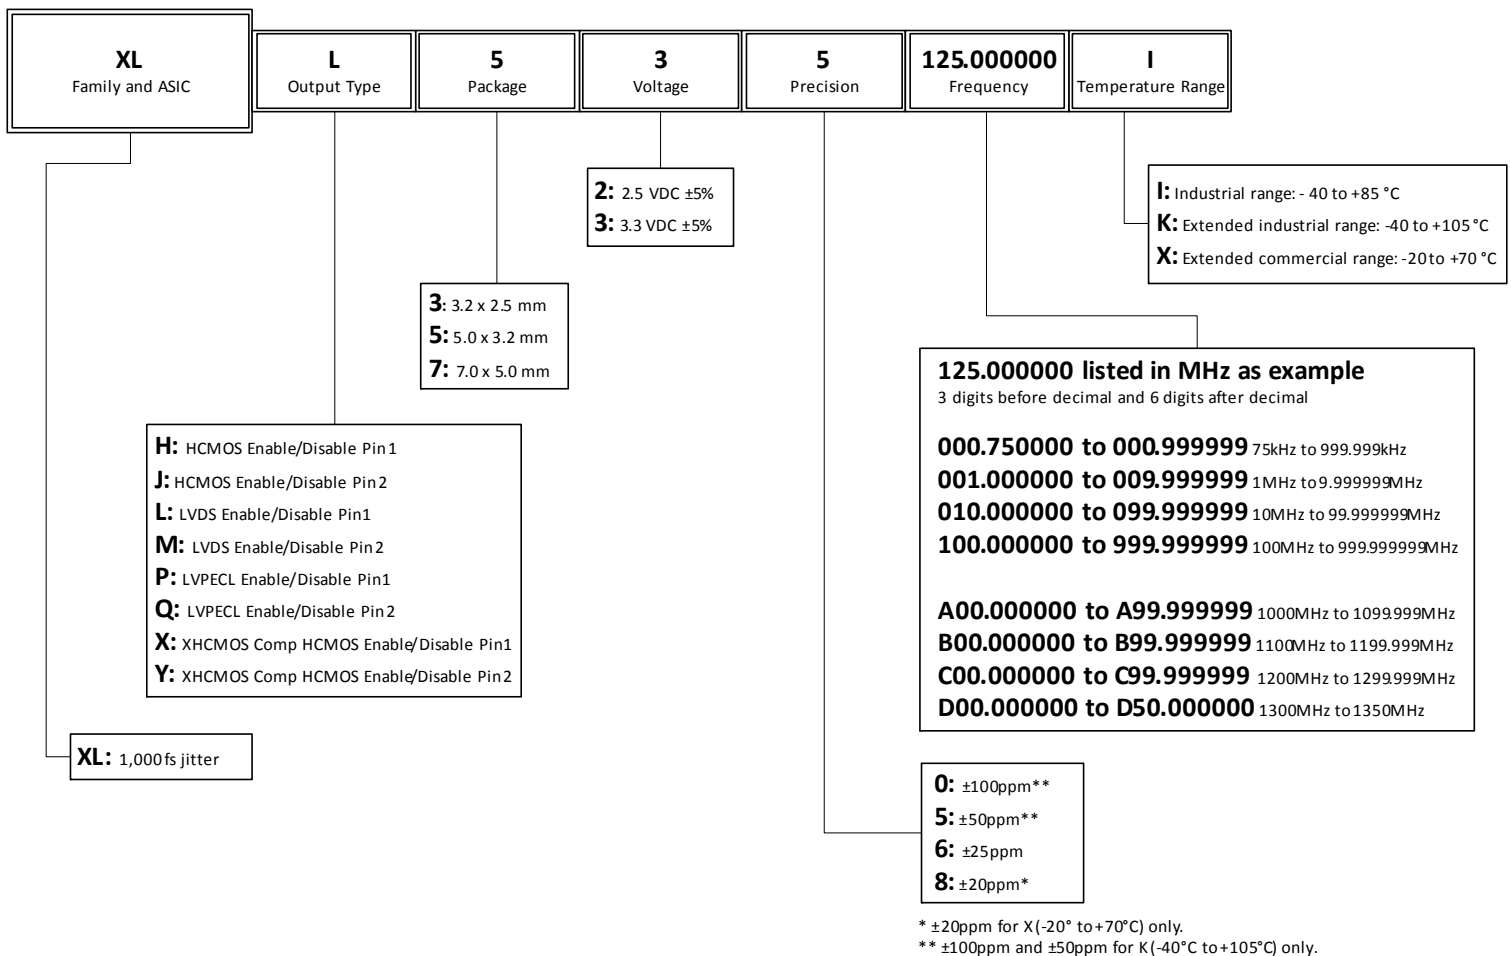 XL
Family and ASIC
L
Output Type
5
Package
3
Voltage
5
Precision
125.000000
Frequency
I
Temperature Range
2: 2.5 VDC ±5%
3: 3.3 VDC ±5%
I: Industrial range: - 40 to +85 °C
K: Extended industrial range: -40 to +105 °C
X: Extended commercial range: -20 to +70 °C
3: 3.2 x 2.5 mm
5: 5.0 x 3.2 mm
7: 7.0 x 5.0 mm
125.000000 listed in MHz as example
3 digits before decimal and 6 digits after decimal
000.750000 to 000.999999 75kHz to 999.999kHz
001.000000 to 009.999999 1MHz to 9.999999MHz
010.000000 to 099.999999 10MHz to 99.999999MHz
100.000000 to 999.999999 100MHz to 999.999999MHz
A00.000000 to A99.999999 1000MHz to 1099.999MHz
B00.000000 to B99.999999 1100MHz to 1199.999MHz
C00.000000 to C99.999999 1200MHz to 1299.999MHz
D00.000000 to D50.000000 1300MHz to 1350MHz
H: HCMOS Enable/Disable Pin1
J: HCMOS Enable/Disable Pin2
L: LVDS Enable/Disable Pin1
M: LVDS Enable/Disable Pin2
P: LVPECL Enable/Disable Pin1
Q: LVPECL Enable/Disable Pin2
X: XHCMOS Comp HCMOS Enable/Disable Pin1
Y: XHCMOS Comp HCMOS Enable/Disable Pin2
XL: 1,000fs jitter
0: ±100ppm**
5: ±50ppm**
6: ±25ppm
8: ±20ppm*
* ±20ppm for X(-20° to+70°C) only.
** ±100ppm and ±50ppm for K(-40°C to+105°C) only.